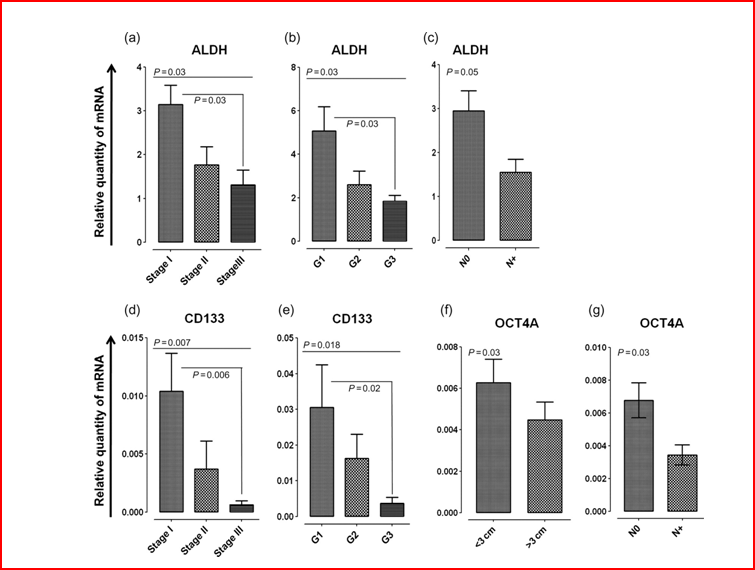 (a)
ALDH
P = 0.03
P = 0.03
Relative quantity of mRNA
4
3
2
1
0
Stage I
Stage II
StageIII
(b)
ALDH
P = 0.03
P = 0.03
8
6
4
2
0
G1
G2
G3
(c)
ALDH
P = 0.05
4
3
2
1
0
N0
N+
(d)
CD133
P = 0.007
P = 0.006
Relative quantity of mRNA
0.015
0.010
0.005
0.000
Stage I
Stage II
Stage III
(e)
CD133
P = 0.018
P = 0.02
0.05
0.04
0.03
0.02
0.01
0.00
G1
G2
G3
(f)
OCT4A
P = 0.03
0.008
0.006
0.004
0.002
0.000
<3 cm
>3 cm
(g)
OCT4A
P = 0.03
0.010
0.008
0.006
0.004
0.002
0.000
N0
N+